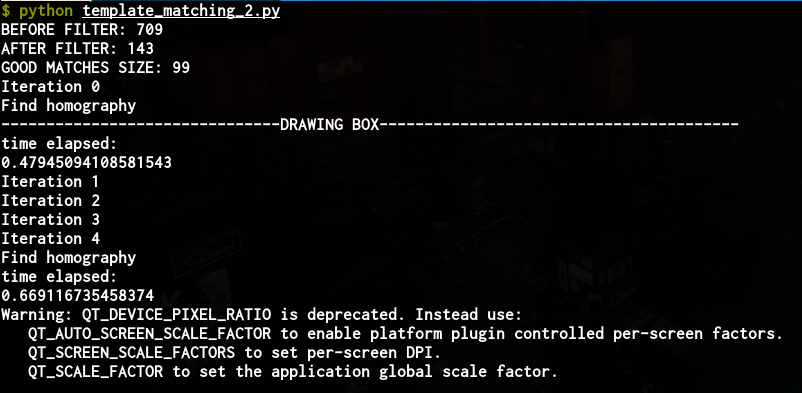 $ python template_matching_2.py
BEFORE FILTER: 709
AFTER FILTER: 143
GOOD MATCHES SIZE: 99
Iteration 0
Find homography
-------------------------------DRAWING BOX----------------------------------------
time elapsed:
0.47945094108581543
Iteration 1
Iteration 2
Iteration 3
Iteration 4
Find homography
time elapsed:
0.669116735458374
Warning: QT_DEVICE_PIXEL_RATIO is deprecated. Instead use:
   QT_AUTO_SCREEN_SCALE_FACTOR to enable platform plugin controlled per-screen factors.
   QT_SCREEN_SCALE_FACTORS to set per-screen DPI.
   QT_SCALE_FACTOR to set the application global scale factor.